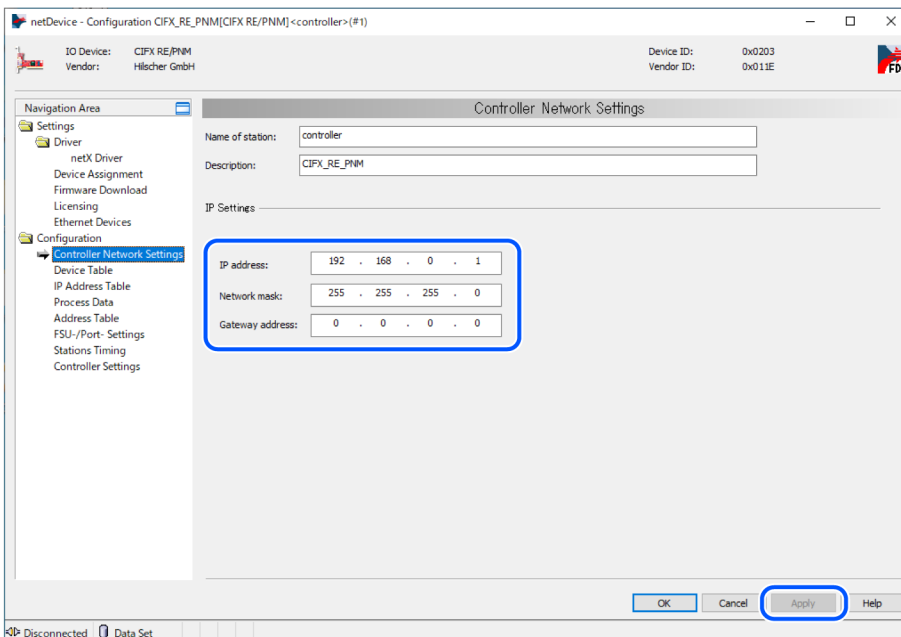 netDevice - Configuration CIFX_RE_PNM[CIFX RE/PNM]<controller>(#1)
IO Device: CIFX RE/PNM Device ID: 0x0203
Vendor: Hilscher GmbH Vendor ID: 0x011E
FD
Navigation Area
Settings
Driver
netX Driver
Device Assignment
Firmware Download
Licensing
Ethernet Devices
Configuration
Controller Network Settings
Device Table
IP Address Table
Process Data
Address Table
FSU-/Port- Settings
Stations Timing
Controller Settings
Controller Network Settings
Name of station: controller
Description: CIFX_RE_PNM
IP Settings
IP address: 192 . 168 . 0 . 1
Network mask: 255 . 255 . 255 . 0
Gateway address: 0 . 0 . 0 . 0
OK Cancel Apply Help
Disconnected Data Set